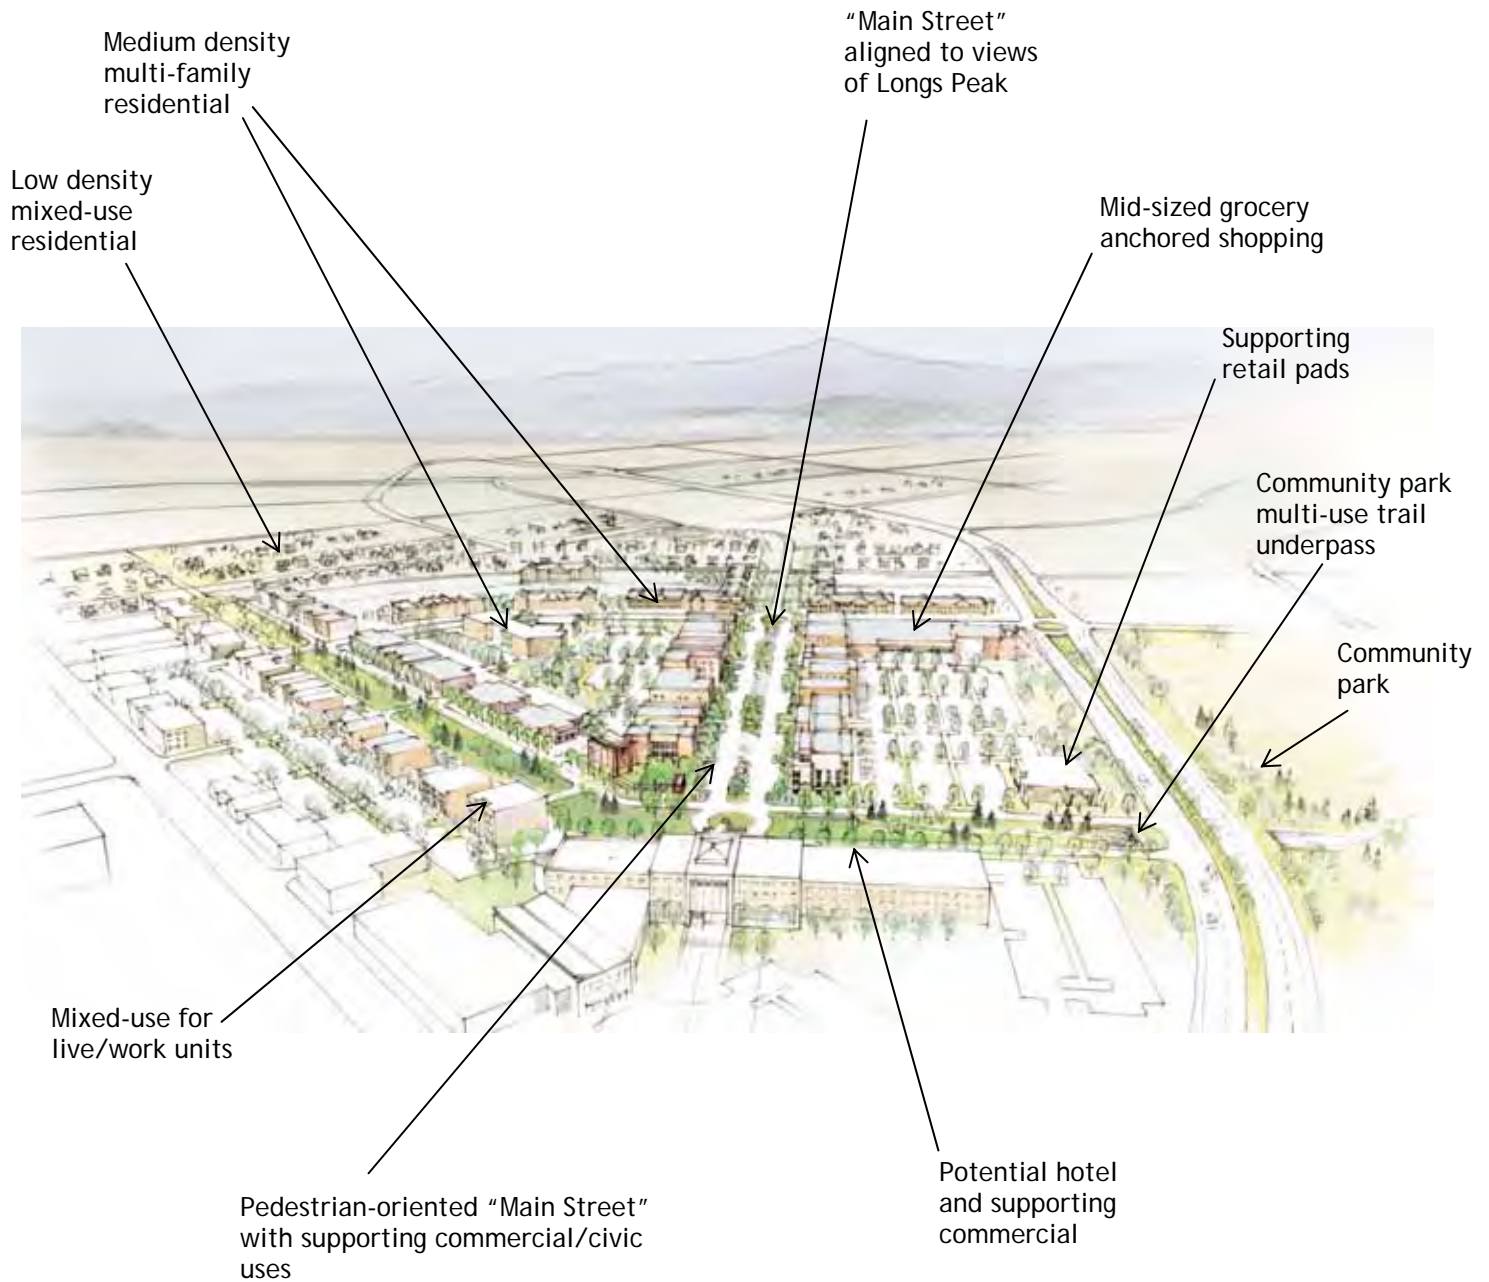 “Main Street”
aligned to views
of Longs Peak
Medium density
multi-family
residential
Low density
mixed-use
residential
Mid-sized grocery
anchored shopping
Supporting
retail pads
Community park
multi-use trail
underpass
Community
park
Mixed-use for
live/work units
Pedestrian-oriented “Main Street”
with supporting commercial/civic
uses
Potential hotel
and supporting
commercial